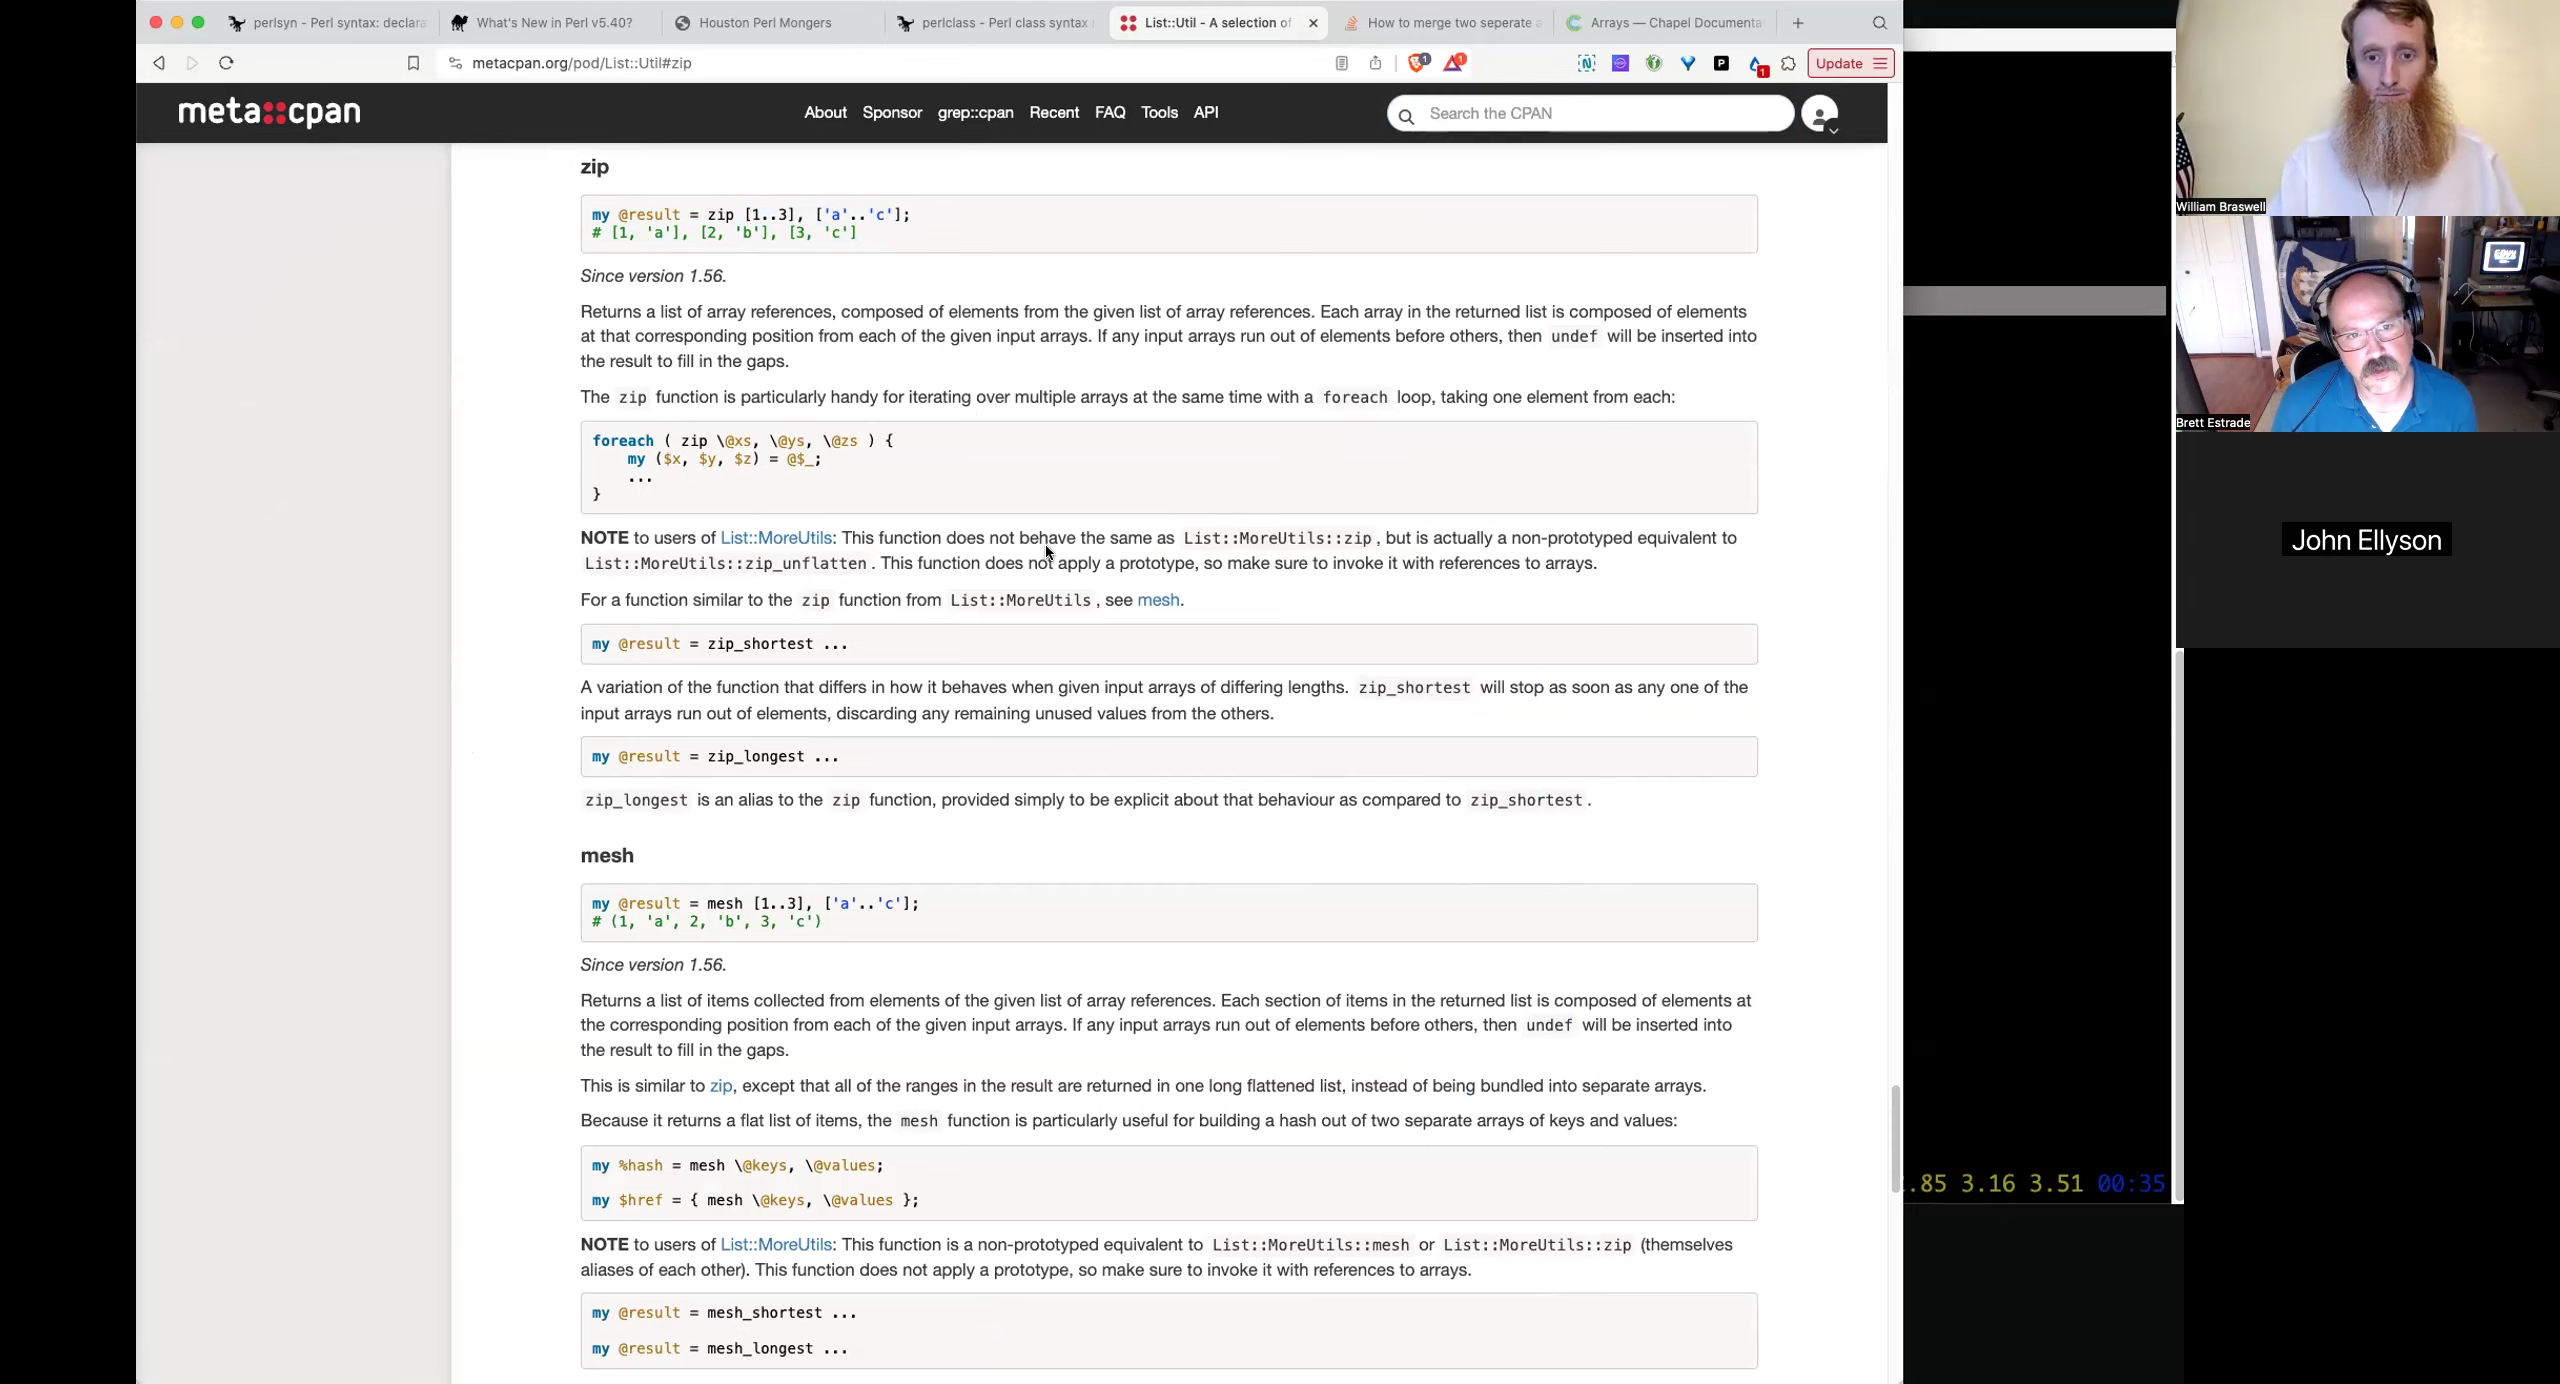 perlsyn - Perl syntax: declara
What's New in Perl v5.40?
Houston Perl Mongers
perlclass - Perl class syntax
List::Util - A selection of
How to merge two seperate a
Arrays — Chapel Documenta
metacpan.org/pod/List::Util#zip
1
1
N
P
1
Update
meta::cpan
About Sponsor grep::cpan Recent FAQ Tools API
Search the CPAN
zip
my @result = zip [1..3], ['a'..'c'];
# [1, 'a'], [2, 'b'], [3, 'c']
Since version 1.56.
Returns a list of array references, composed of elements from the given list of array references. Each array in the returned list is composed of elements
at that corresponding position from each of the given input arrays. If any input arrays run out of elements before others, then undef will be inserted into
the result to fill in the gaps.
The zip function is particularly handy for iterating over multiple arrays at the same time with a foreach loop, taking one element from each:
foreach ( zip \@xs, \@ys, \@zs ) {
my ($x, $y, $z) = @$_;
...
}
NOTE to users of List::MoreUtils: This function does not behave the same as List::MoreUtils::zip, but is actually a non-prototyped equivalent to
List::MoreUtils::zip_unflatten. This function does not apply a prototype, so make sure to invoke it with references to arrays.
For a function similar to the zip function from List::MoreUtils, see mesh.
my @result = zip_shortest ...
A variation of the function that differs in how it behaves when given input arrays of differing lengths. zip_shortest will stop as soon as any one of the
input arrays run out of elements, discarding any remaining unused values from the others.
my @result = zip_longest ...
zip_longest is an alias to the zip function, provided simply to be explicit about that behaviour as compared to zip_shortest.
mesh
my @result = mesh [1..3], ['a'..'c'];
# (1, 'a', 2, 'b', 3, 'c')
Since version 1.56.
Returns a list of items collected from elements of the given list of array references. Each section of items in the returned list is composed of elements at
the corresponding position from each of the given input arrays. If any input arrays run out of elements before others, then undef will be inserted into
the result to fill in the gaps.
This is similar to zip, except that all of the ranges in the result are returned in one long flattened list, instead of being bundled into separate arrays.
Because it returns a flat list of items, the mesh function is particularly useful for building a hash out of two separate arrays of keys and values:
my %hash = mesh \@keys, \@values;
my $href = { mesh \@keys, \@values };
NOTE to users of List::MoreUtils: This function is a non-prototyped equivalent to List::MoreUtils::mesh or List::MoreUtils::zip (themselves
aliases of each other). This function does not apply a prototype, so make sure to invoke it with references to arrays.
my @result = mesh_shortest ...
my @result = mesh_longest ...
.85 3.16 3.51 00:35
William Braswell
Brett Estrade
John Ellyson